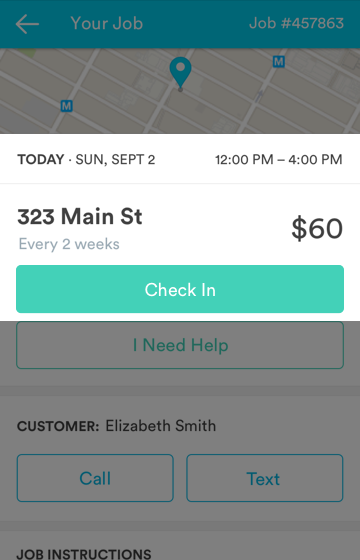 Your Job Job #457863
M
M
TODAY · SUN, SEPT 2 12:00 PM – 4:00 PM
323 Main St
$60
Every 2 weeks
Check In
I Need Help
CUSTOMER: Elizabeth Smith
Call Text
JOB INSTRUCTIONS